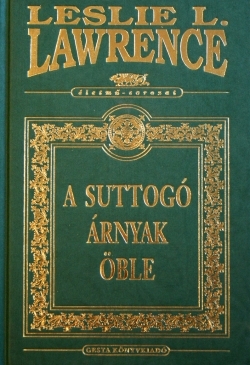 LESLIE L.
LAWRENCE
életmű-sorozat
A SUTTOGÓ
ÁRNYAK
ÖBLE
GESTA KÖNYVKIADÓ